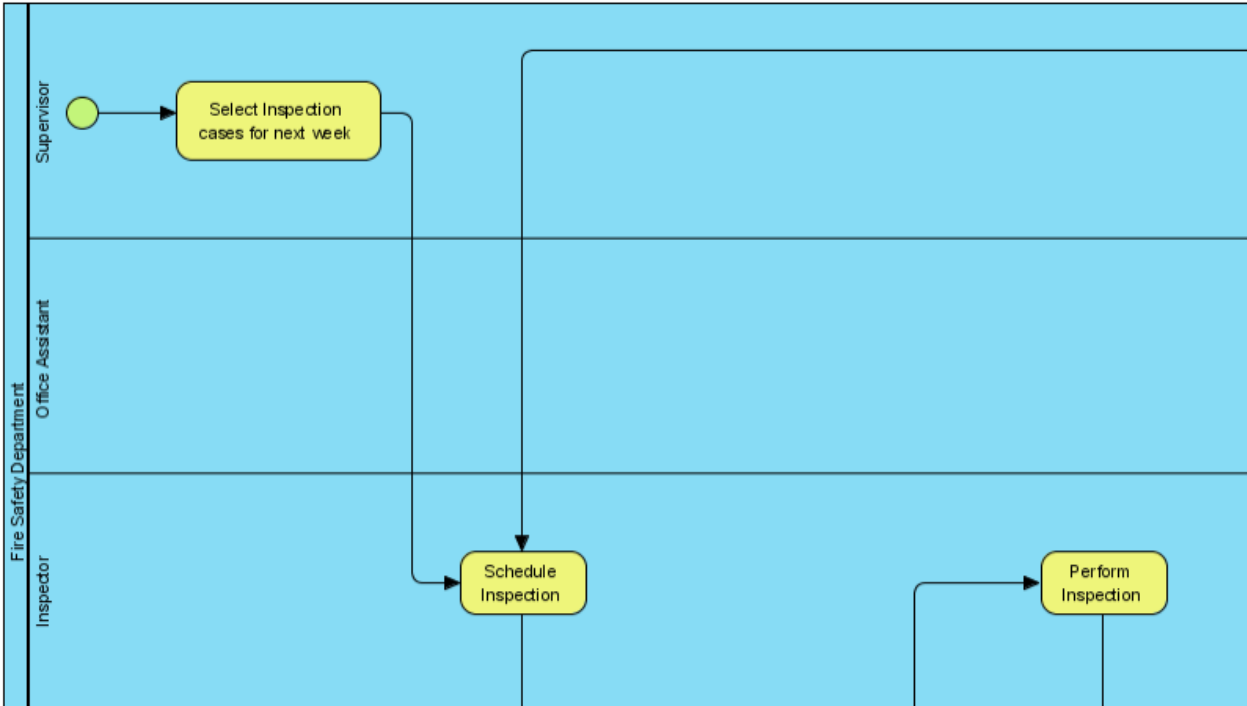 Fire Safety Department
Supervisor
Select Inspection
cases for next week
Office Assistant
Inspector
Schedule
Inspection
Perform
Inspection